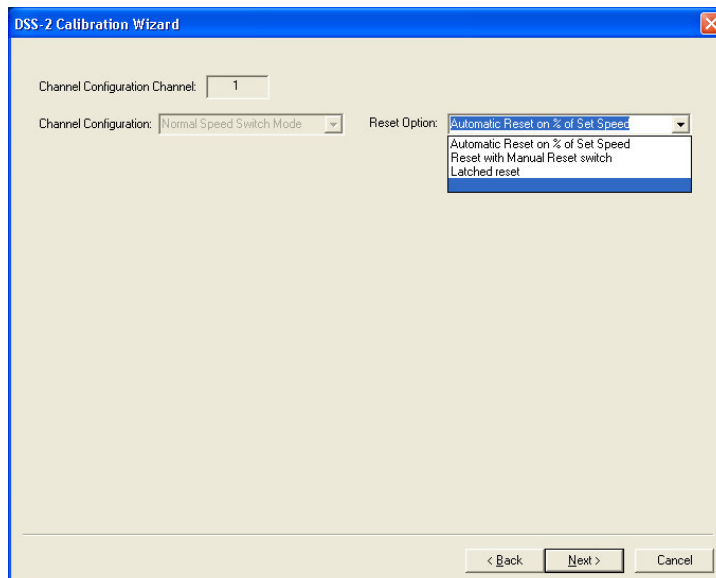 DSS-2 Calibration Wizard
Channel Configuration Channel: 1
Channel Configuration: Normal Speed Switch Mode Reset Option: Automatic Reset on % of Set Speed
Automatic Reset on % of Set Speed
Reset with Manual Reset switch
Latched reset
< Back Next > Cancel